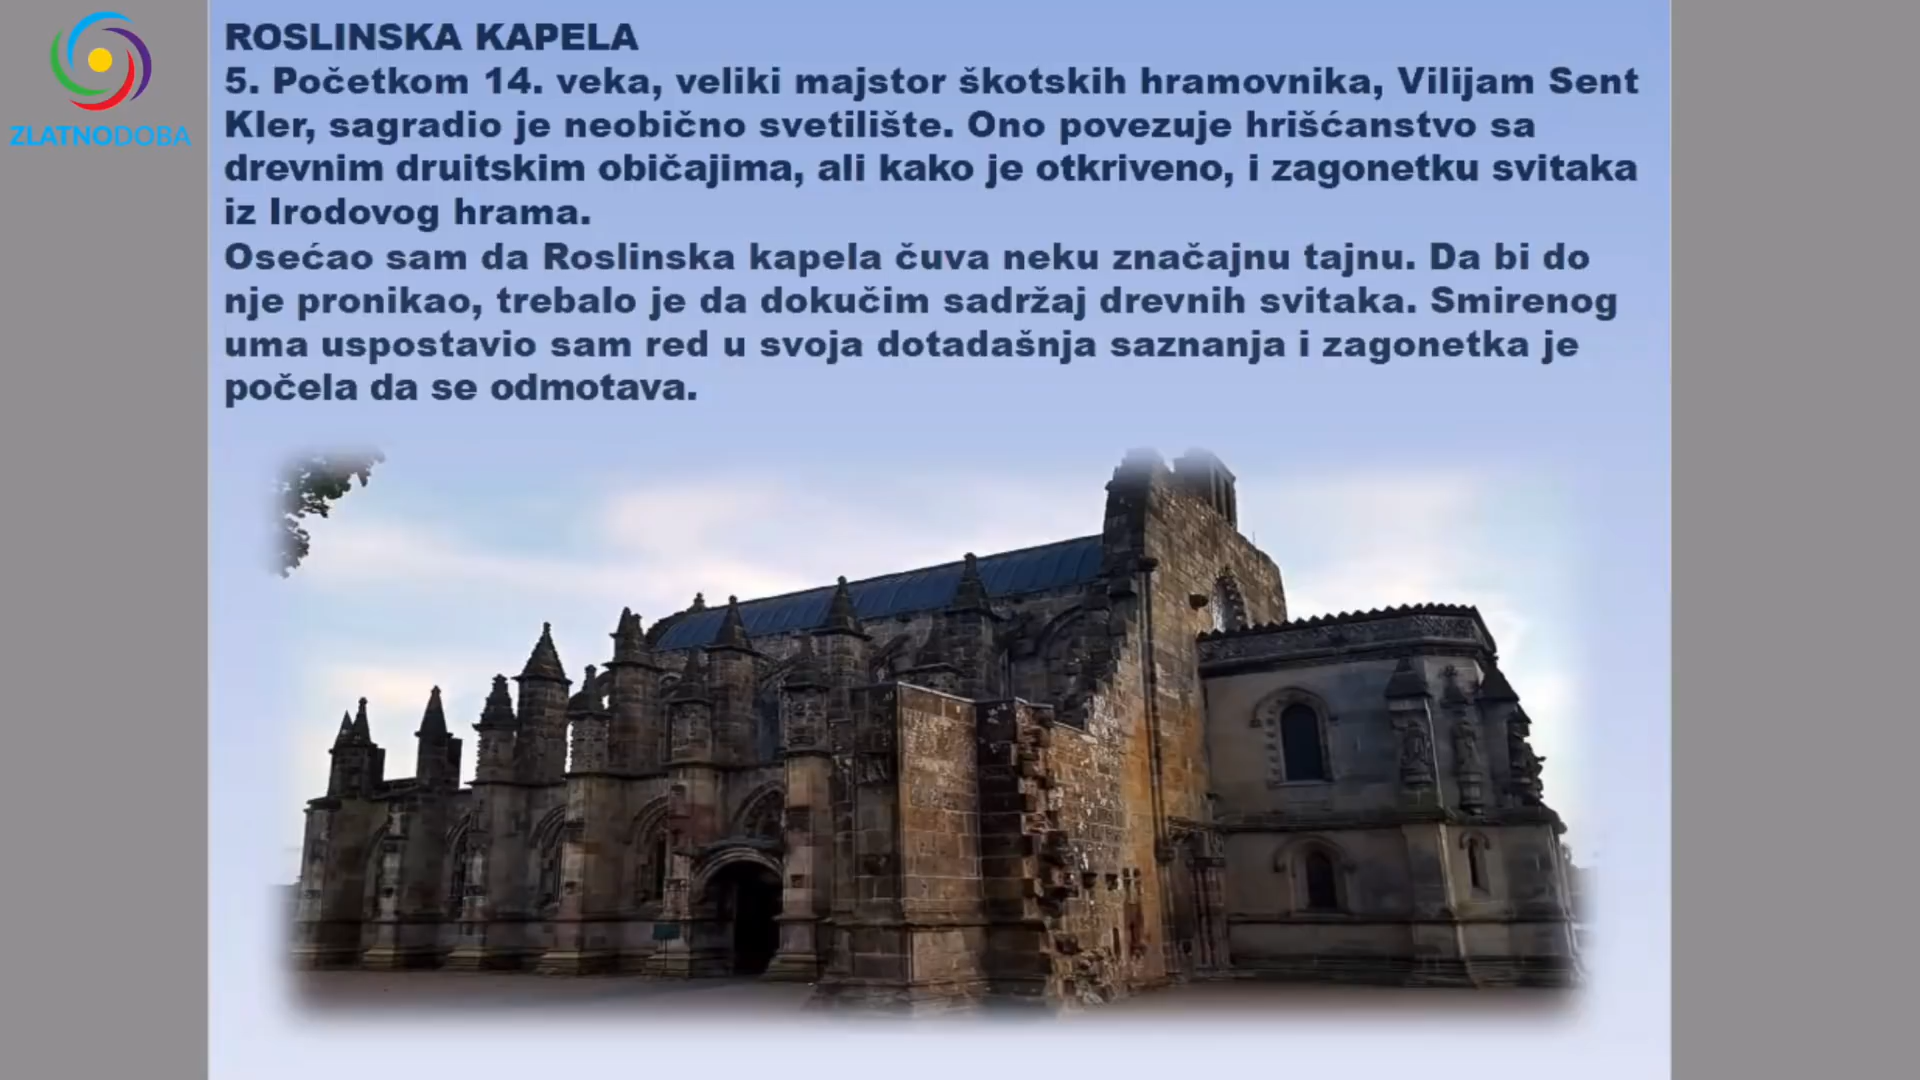 ZLATNODOBA
ROSLINSKA KAPELA
5. Početkom 14. veka, veliki majstor škotskih hramovnika, Vilijam Sent
Kler, sagradio je neobično svetilište. Ono povezuje hrišćanstvo sa
drevnim druitskim običajima, ali kako je otkriveno, i zagonetku svitaka
iz Irodovog hrama.
Osećao sam da Roslinska kapela čuva neku značajnu tajnu. Da bi do
nje pronikao, trebalo je da dokučim sadržaj drevnih svitaka. Smirenog
uma uspostavio sam red u svoja dotadašnja saznanja i zagonetka je
počela da se odmotava.